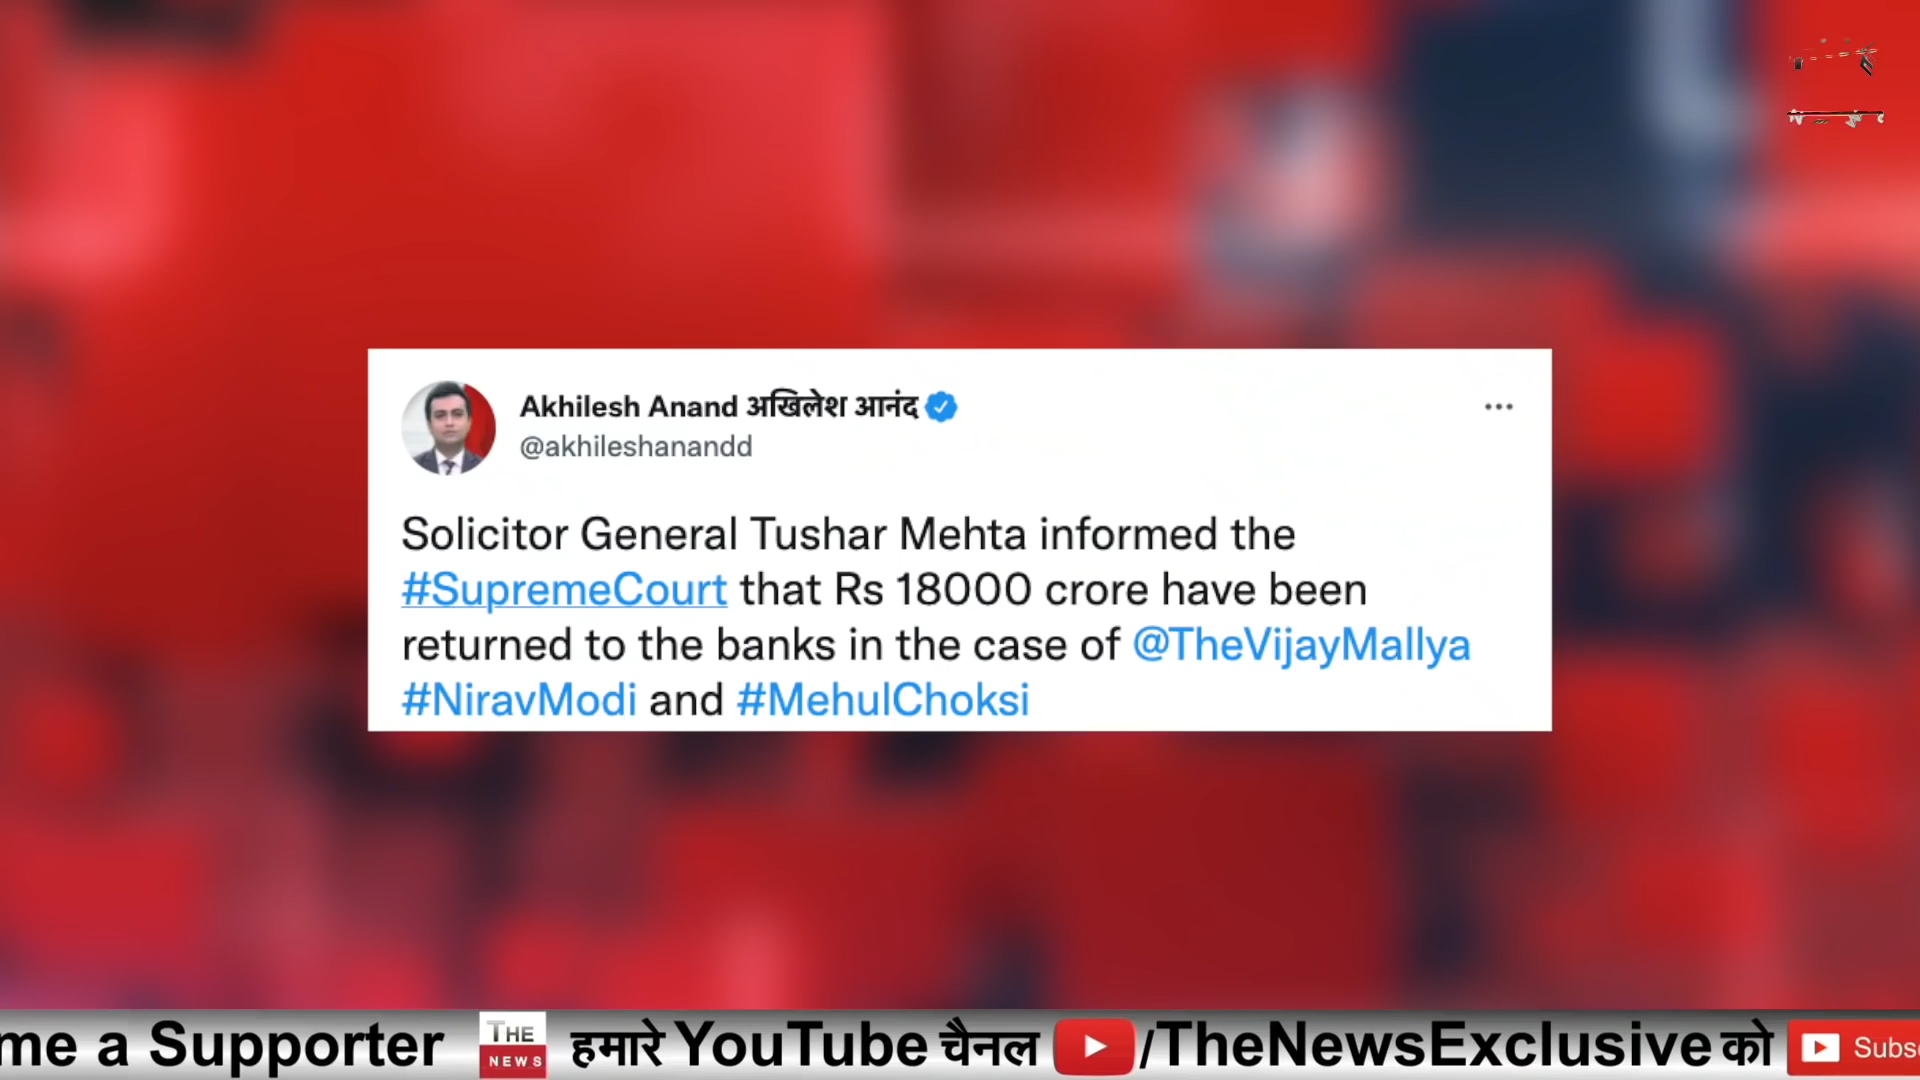 Akhilesh Anand अखिलेश आनंद
@akhileshanandd
Solicitor General Tushar Mehta informed the
#SupremeCourt that Rs 18000 crore have been
returned to the banks in the case of @TheVijayMallya
#NiravModi and #MehulChoksi
me a Supporter THE NEWS हमारे YouTube चैनल /TheNewsExclusive को Subs